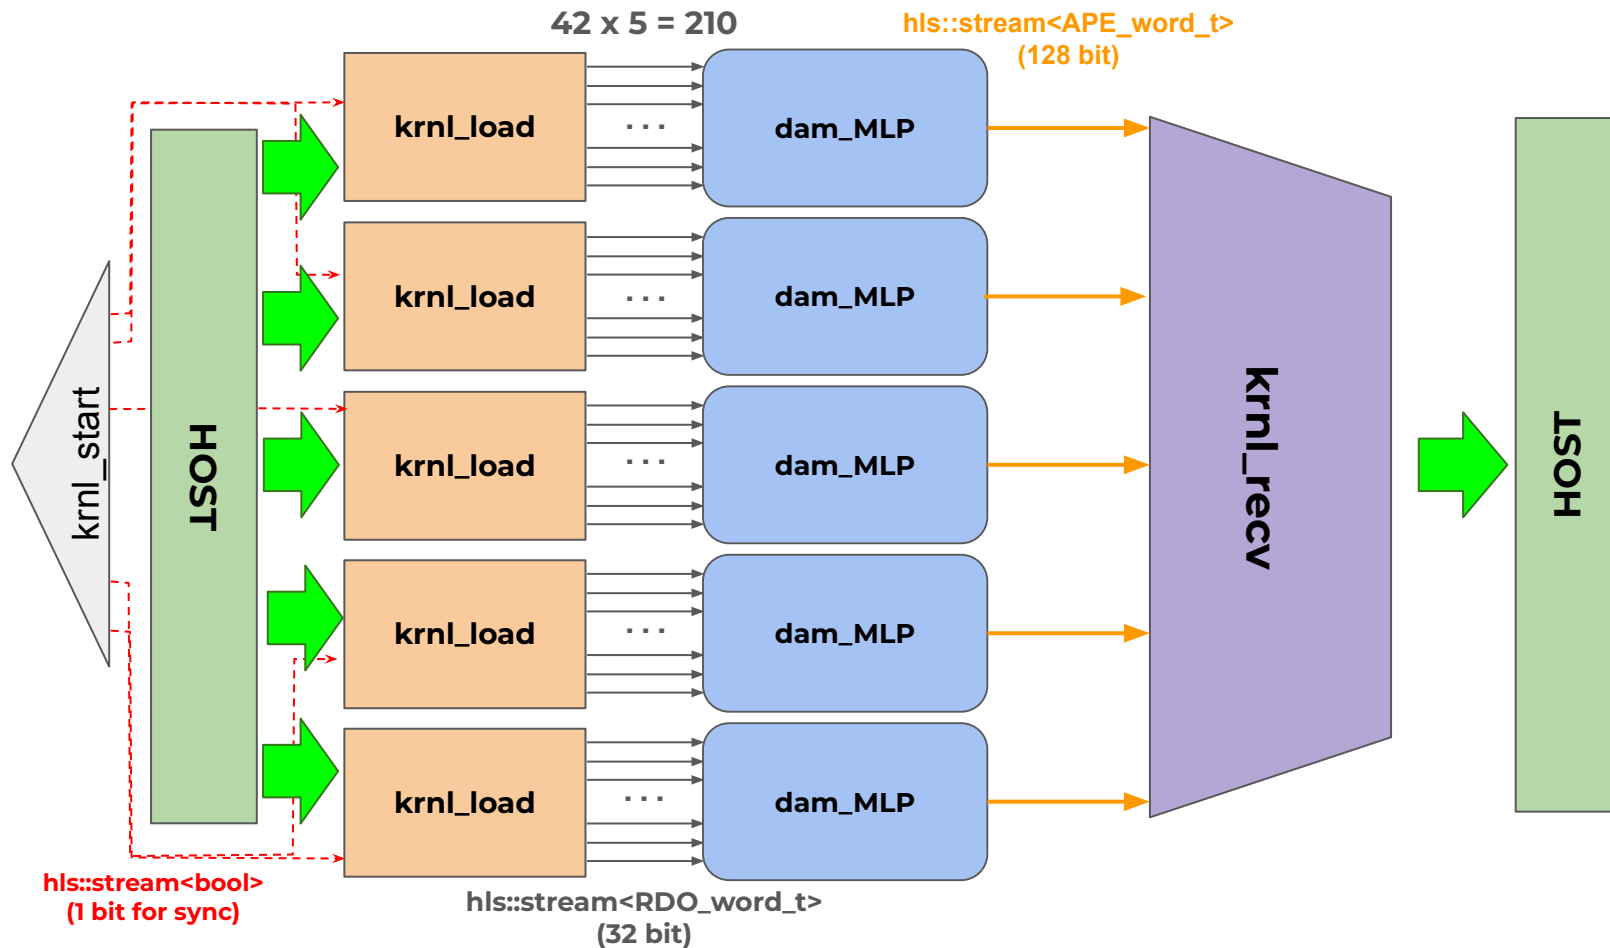 42 x 5 = 210
hls::stream<APE_word_t>
(128 bit)
krnl_load
. . .
dam_MLP
krnl_load
. . .
dam_MLP
krnl_start
HOST
krnl_load
. . .
dam_MLP
krnl_recv
HOST
krnl_load
. . .
dam_MLP
krnl_load
. . .
dam_MLP
hls::stream<bool>
(1 bit for sync)
hls::stream<RDO_word_t>
(32 bit)